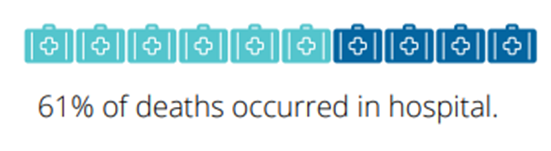 61% of deaths occurred in hospital.